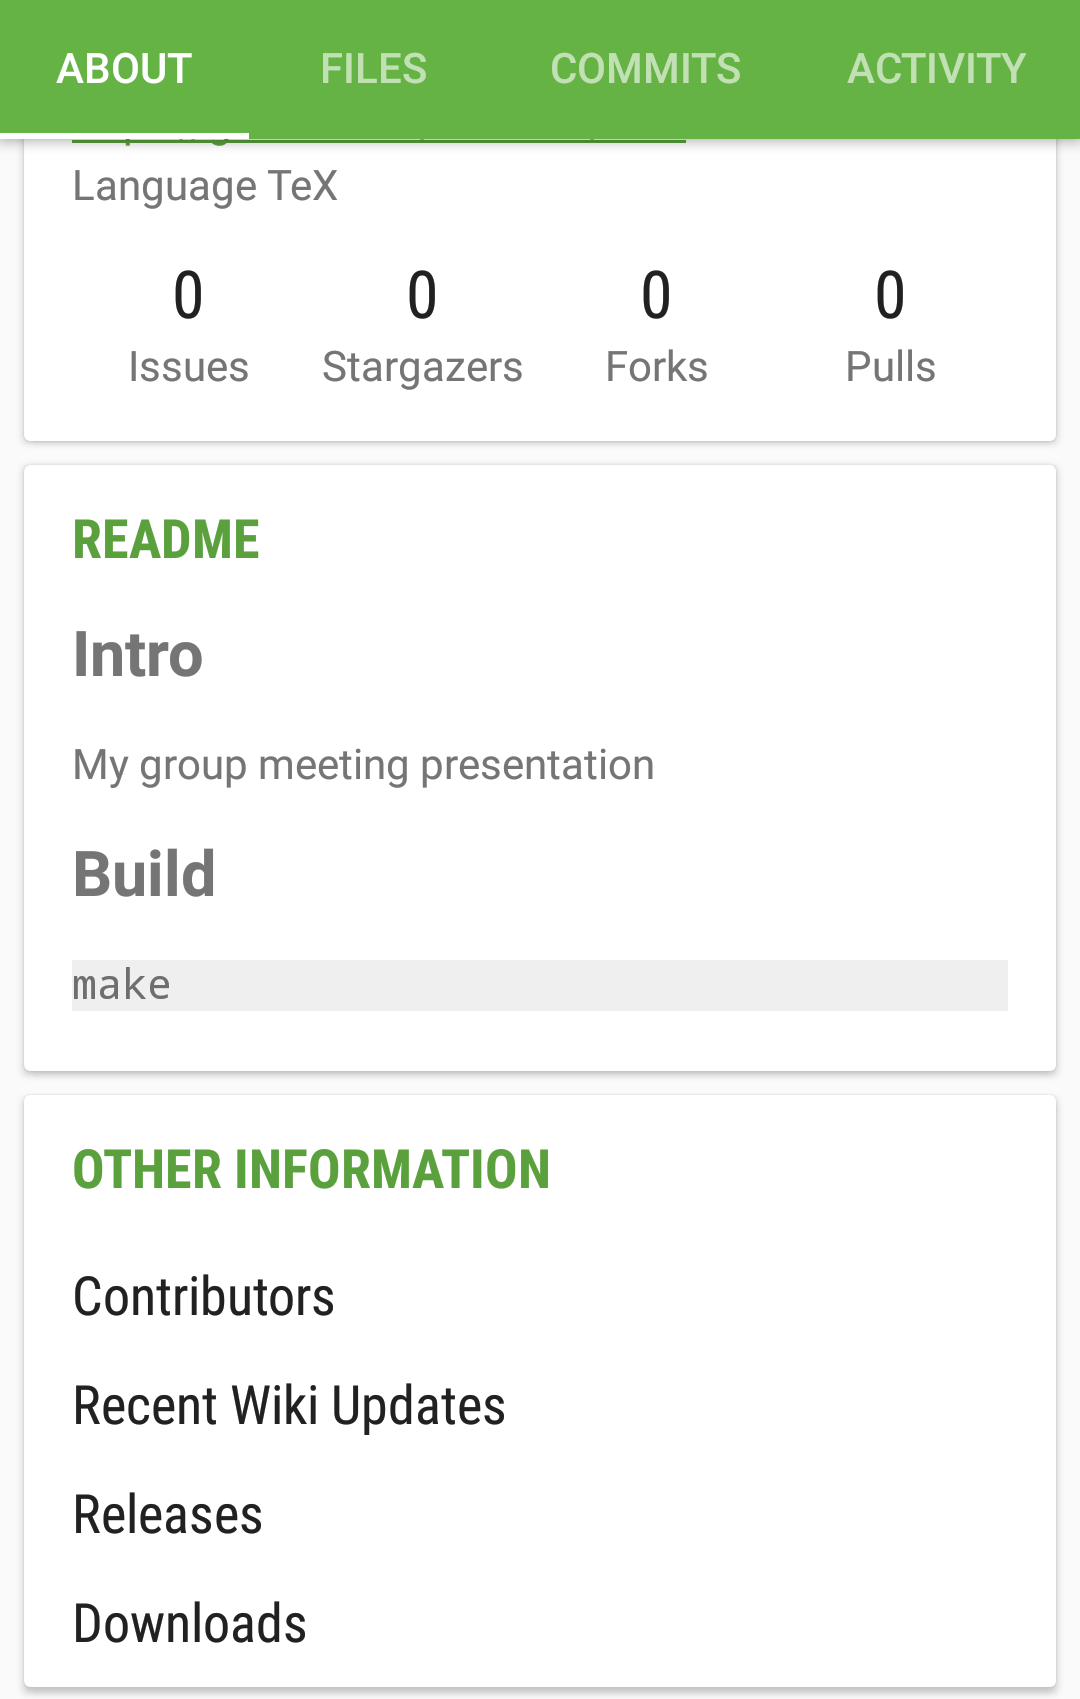 ABOUT FILES COMMITS ACTIVITY
Language TeX
0 0 0 0
Issues Stargazers Forks Pulls
README
Intro
My group meeting presentation
Build
make
OTHER INFORMATION
Contributors
Recent Wiki Updates
Releases
Downloads